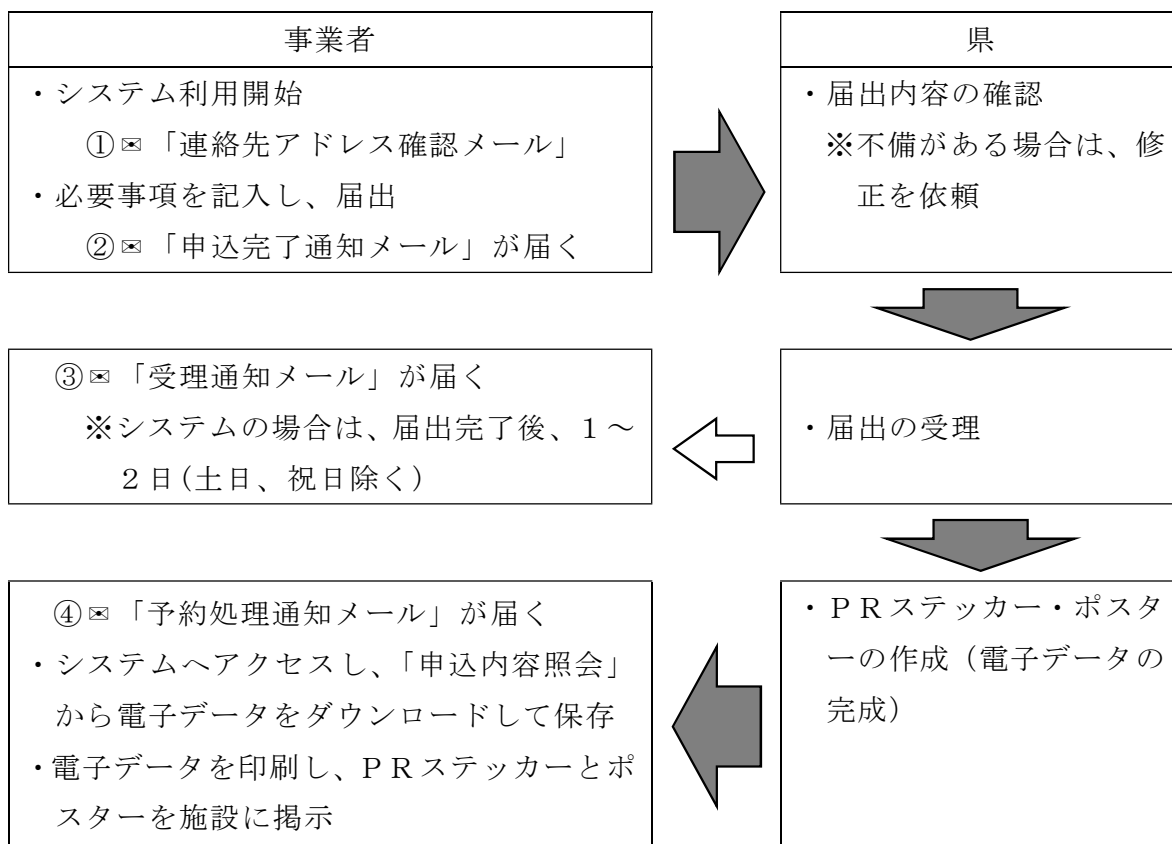 事業者
・システム利用開始
①✉「連絡先アドレス確認メール」
・必要事項を記入し、届出
②✉「申込完了通知メール」が届く
県
・届出内容の確認
※不備がある場合は、修
正を依頼
③✉「受理通知メール」が届く
※システムの場合は、届出完了後、１～
２日(土日、祝日除く)
・届出の受理
④✉「予約処理通知メール」が届く
・システムへアクセスし、「申込内容照会」
から電子データをダウンロードして保存
・電子データを印刷し、ＰＲステッカーとポ
スターを施設に掲示
・ＰＲステッカー・ポスタ
ーの作成（電子データの
完成）